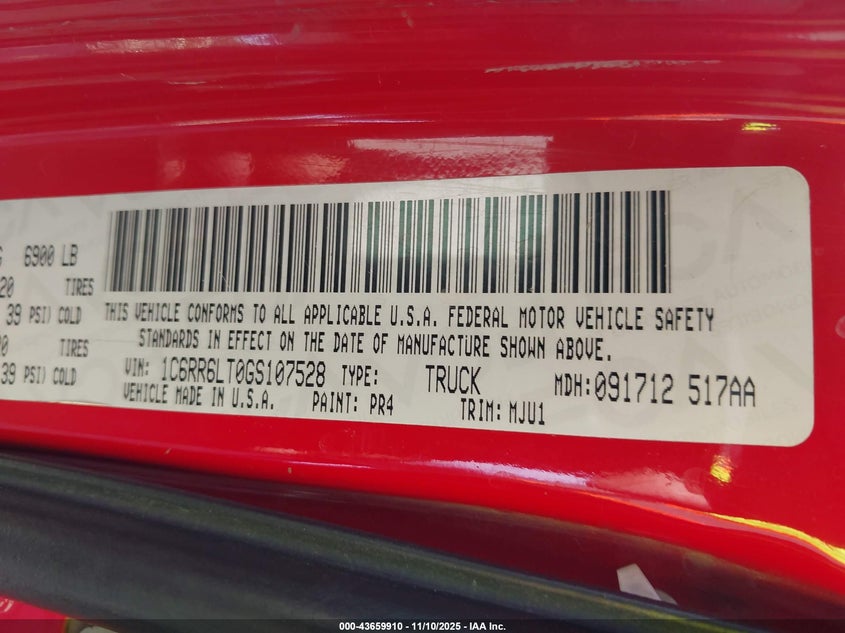 G 6900 LB
20 TIRES
39 PSI) COLD
20 TIRES
39 PSI) COLD
THIS VEHICLE CONFORMS TO ALL APPLICABLE U.S.A. FEDERAL MOTOR VEHICLE SAFETY
STANDARDS IN EFFECT ON THE DATE OF MANUFACTURE SHOWN ABOVE.
VIN: 1C6RR6LT0GS107528 TYPE: TRUCK MDH:091712 517AA
VEHICLE MADE IN U.S.A. PAINT: PR4 TRIM: MJU1
000-43659910 — 11/10/2025 — IAA Inc.